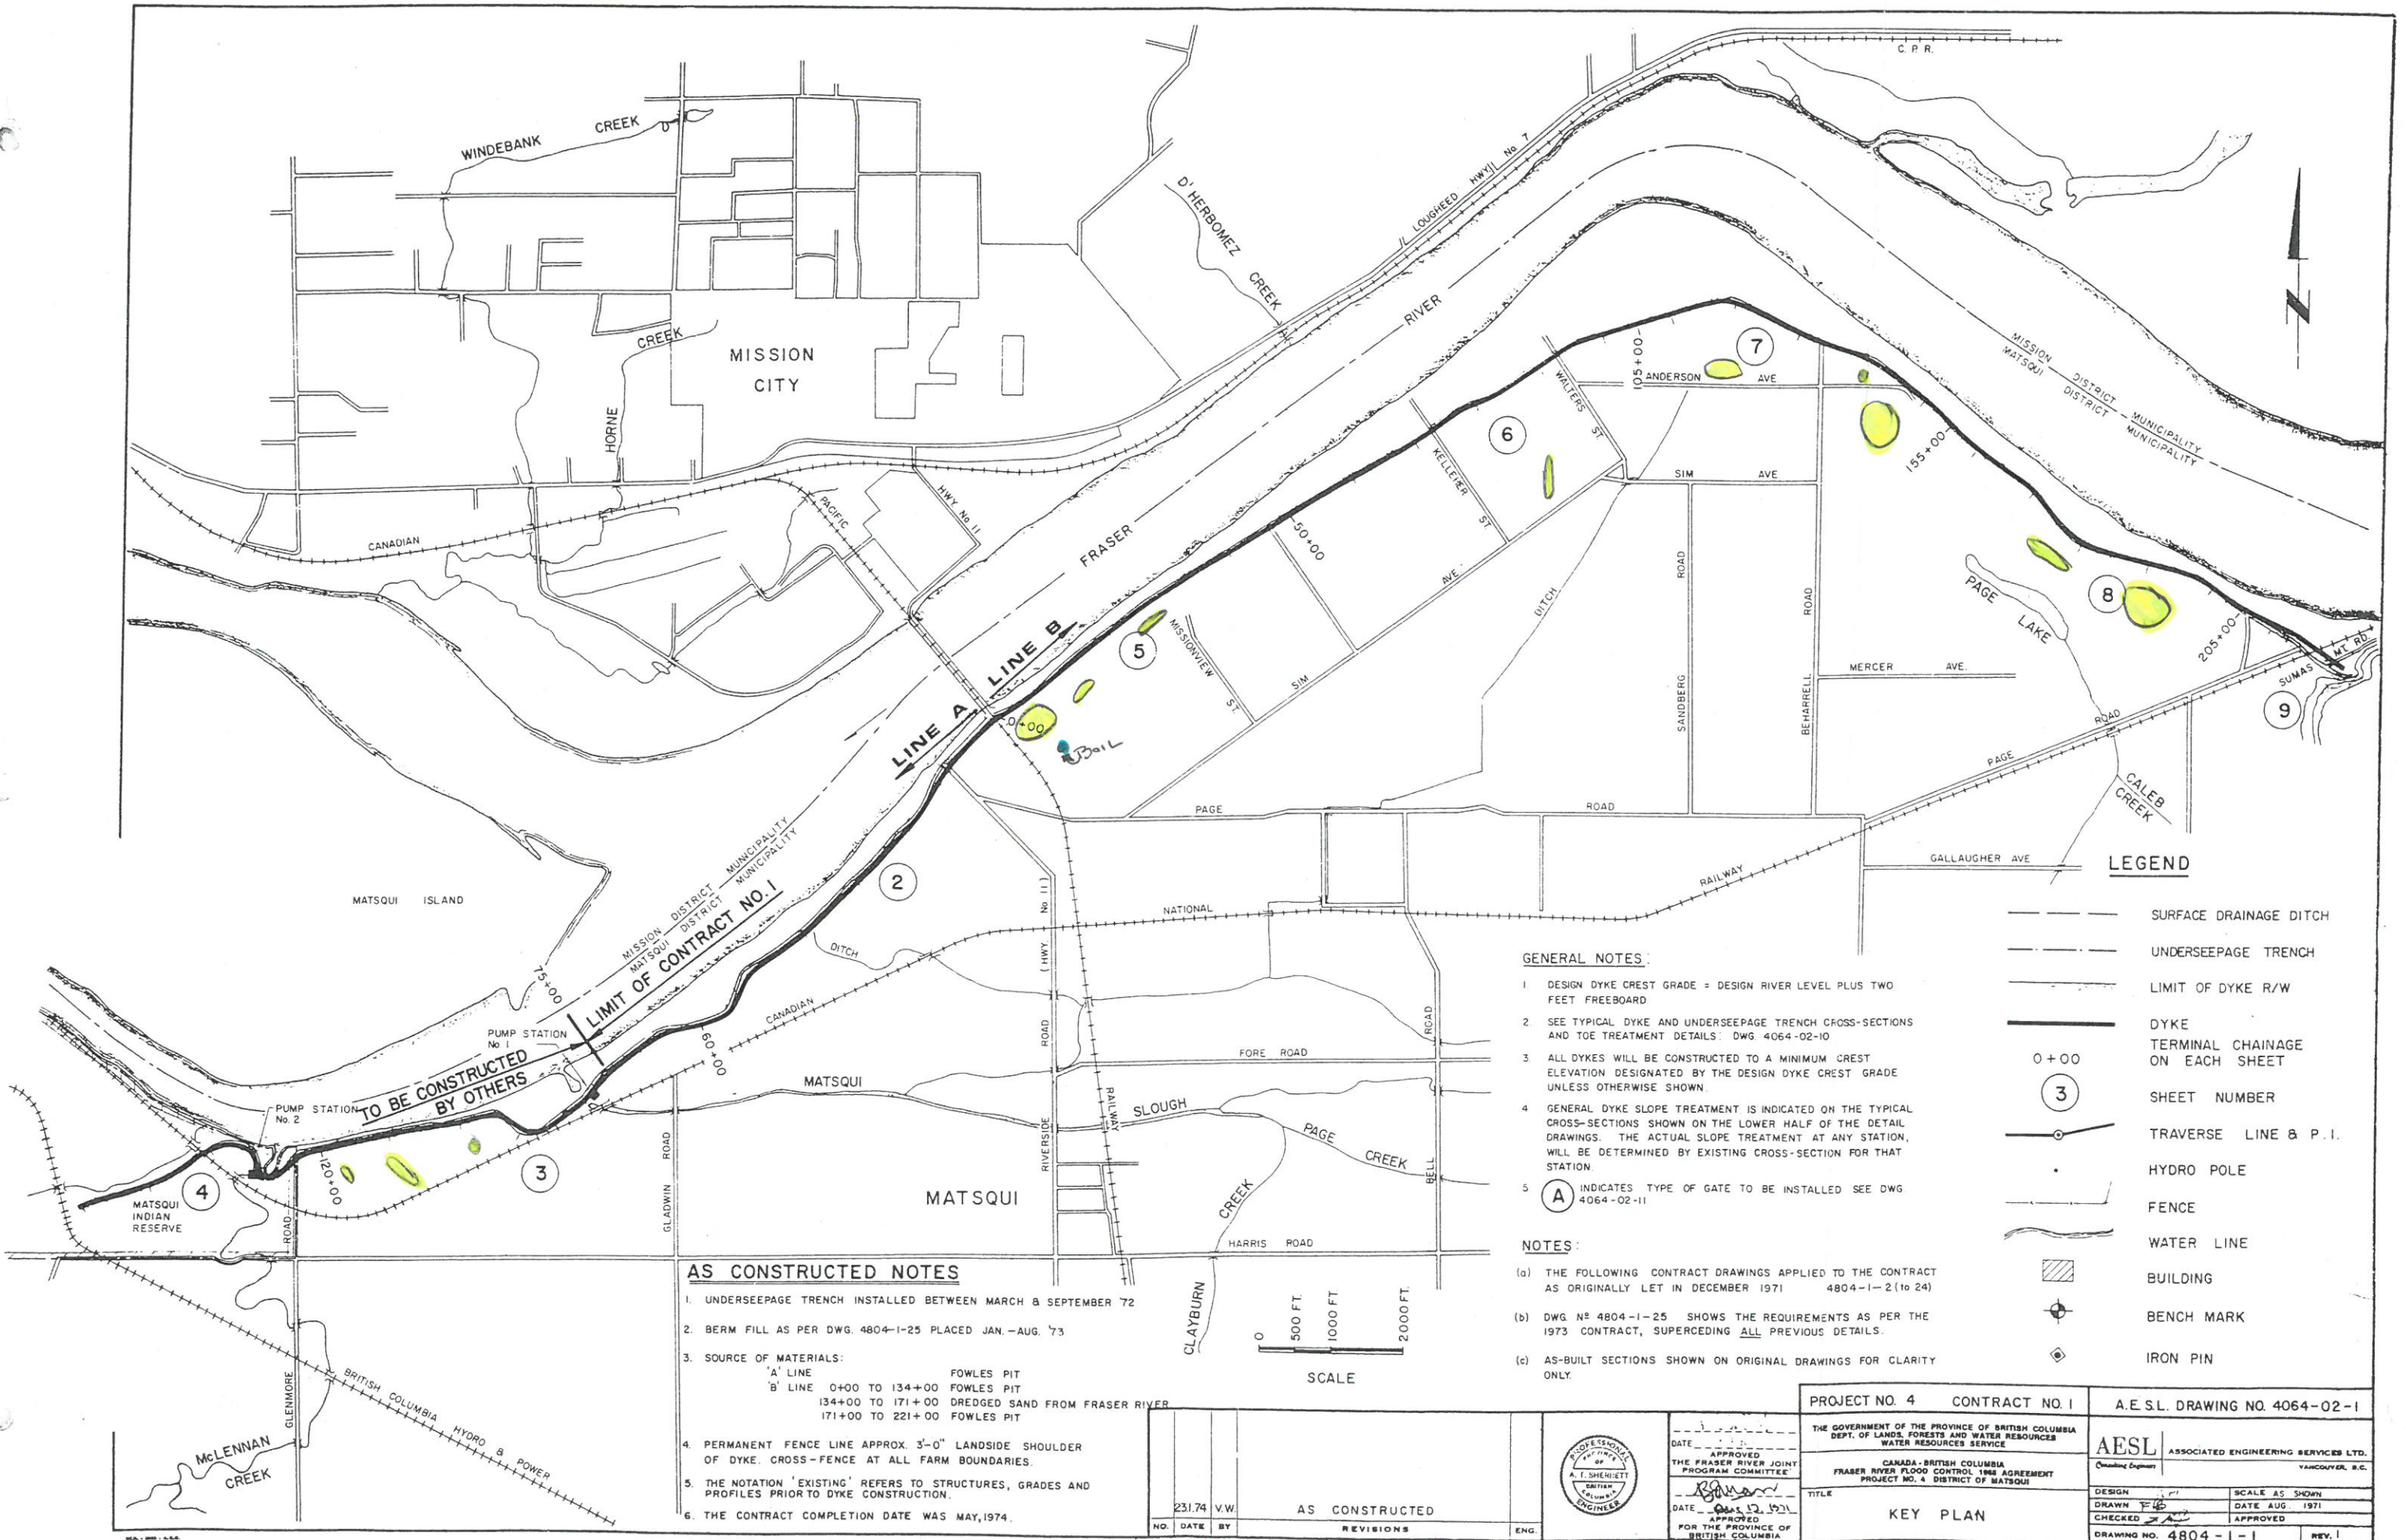 C. P. R.
WINDEBANK CREEK
D'HERBOMEZ CREEK
LOUGHEED HWY No 7
HORNE CREEK
MISSION
CITY
RIVER
MISSION DISTRICT MUNICIPALITY
MATSQUI DISTRICT MUNICIPALITY
105+00
7
ANDERSON AVE
WALTERS ST
6
KELLEHER ST.
SIM AVE
155+00
CANADIAN
PACIFIC
HWY No 11
FRASER
50+00
AVE
SIM
DITCH
ROAD
SANDBERG
ROAD
BEHARRELL
PAGE
LAKE
8
205+00
SUMAS MT. RD.
9
MERCER AVE.
LINE B
LINE A
0+00
Boil
5
MISSIONVIEW ST.
PAGE ROAD
PAGE ROAD
CALEB
CREEK
GALLAUGHER AVE
RAILWAY
NATIONAL
CANADIAN
MATSQUI ISLAND
MISSION DISTRICT MUNICIPALITY
MATSQUI DISTRICT MUNICIPALITY
LIMIT OF CONTRACT NO. 1
2
DITCH
75+00
60+00
PUMP STATION
No. 1
TO BE CONSTRUCTED
BY OTHERS
PUMP STATION
No. 2
120+00
3
4
MATSQUI
INDIAN
RESERVE
ROAD
GLENMORE
GLADWIN ROAD
RIVERSIDE ROAD (HWY No 11)
RAILWAY
FORE ROAD
MATSQUI
SLOUGH
PAGE
CREEK
BELL ROAD
MATSQUI
CREEK
CLAYBURN
HARRIS ROAD
BRITISH COLUMBIA HYDRO & POWER
McLENNAN
CREEK
LEGEND
SURFACE DRAINAGE DITCH
UNDERSEEPAGE TRENCH
LIMIT OF DYKE R/W
DYKE
0+00 TERMINAL CHAINAGE
ON EACH SHEET
3 SHEET NUMBER
TRAVERSE LINE & P.I.
HYDRO POLE
FENCE
WATER LINE
BUILDING
BENCH MARK
IRON PIN
GENERAL NOTES:
1 DESIGN DYKE CREST GRADE = DESIGN RIVER LEVEL PLUS TWO
FEET FREEBOARD
2 SEE TYPICAL DYKE AND UNDERSEEPAGE TRENCH CROSS-SECTIONS
AND TOE TREATMENT DETAILS: DWG. 4064-02-10
3 ALL DYKES WILL BE CONSTRUCTED TO A MINIMUM CREST
ELEVATION DESIGNATED BY THE DESIGN DYKE CREST GRADE
UNLESS OTHERWISE SHOWN.
4 GENERAL DYKE SLOPE TREATMENT IS INDICATED ON THE TYPICAL
CROSS-SECTIONS SHOWN ON THE LOWER HALF OF THE DETAIL
DRAWINGS. THE ACTUAL SLOPE TREATMENT AT ANY STATION,
WILL BE DETERMINED BY EXISTING CROSS-SECTION FOR THAT
STATION.
5 A INDICATES TYPE OF GATE TO BE INSTALLED SEE DWG.
4064-02-11
NOTES:
(a) THE FOLLOWING CONTRACT DRAWINGS APPLIED TO THE CONTRACT
AS ORIGINALLY LET IN DECEMBER 1971 4804-1-2 (to 24)
(b) DWG. Nº 4804-1-25 SHOWS THE REQUIREMENTS AS PER THE
1973 CONTRACT, SUPERCEDING ALL PREVIOUS DETAILS.
(c) AS-BUILT SECTIONS SHOWN ON ORIGINAL DRAWINGS FOR CLARITY
ONLY.
AS CONSTRUCTED NOTES
1. UNDERSEEPAGE TRENCH INSTALLED BETWEEN MARCH & SEPTEMBER '72
2. BERM FILL AS PER DWG. 4804-1-25 PLACED JAN.-AUG. '73
3. SOURCE OF MATERIALS:
'A' LINE FOWLES PIT
'B' LINE 0+00 TO 134+00 FOWLES PIT
134+00 TO 171+00 DREDGED SAND FROM FRASER RIVER
171+00 TO 221+00 FOWLES PIT
4. PERMANENT FENCE LINE APPROX. 3'-0" LANDSIDE SHOULDER
OF DYKE. CROSS-FENCE AT ALL FARM BOUNDARIES.
5. THE NOTATION 'EXISTING' REFERS TO STRUCTURES, GRADES AND
PROFILES PRIOR TO DYKE CONSTRUCTION.
6. THE CONTRACT COMPLETION DATE WAS MAY, 1974.
0 500 FT. 1000 FT 2000 FT.
SCALE
23.1.74 V.W. AS CONSTRUCTED
NO. DATE BY REVISIONS ENG.
PROFESSIONAL
PROVINCE
OF
A. T. SHERRETT
BRITISH
COLUMBIA
ENGINEER
DATE
APPROVED
THE FRASER RIVER JOINT
PROGRAM COMMITTEE
DATE Aug 12, 1971
APPROVED
FOR THE PROVINCE OF
BRITISH COLUMBIA
PROJECT NO. 4 CONTRACT NO. 1
A.E.S.L. DRAWING NO. 4064-02-1
THE GOVERNMENT OF THE PROVINCE OF BRITISH COLUMBIA
DEPT. OF LANDS, FORESTS AND WATER RESOURCES
WATER RESOURCES SERVICE
CANADA - BRITISH COLUMBIA
FRASER RIVER FLOOD CONTROL 1968 AGREEMENT
PROJECT NO. 4 DISTRICT OF MATSQUI
TITLE
KEY PLAN
AESL ASSOCIATED ENGINEERING SERVICES LTD.
Consulting Engineers VANCOUVER, B.C.
DESIGN SCALE AS SHOWN
DRAWN DATE AUG. 1971
CHECKED APPROVED
DRAWING NO. 4804-1-1 REV. 1